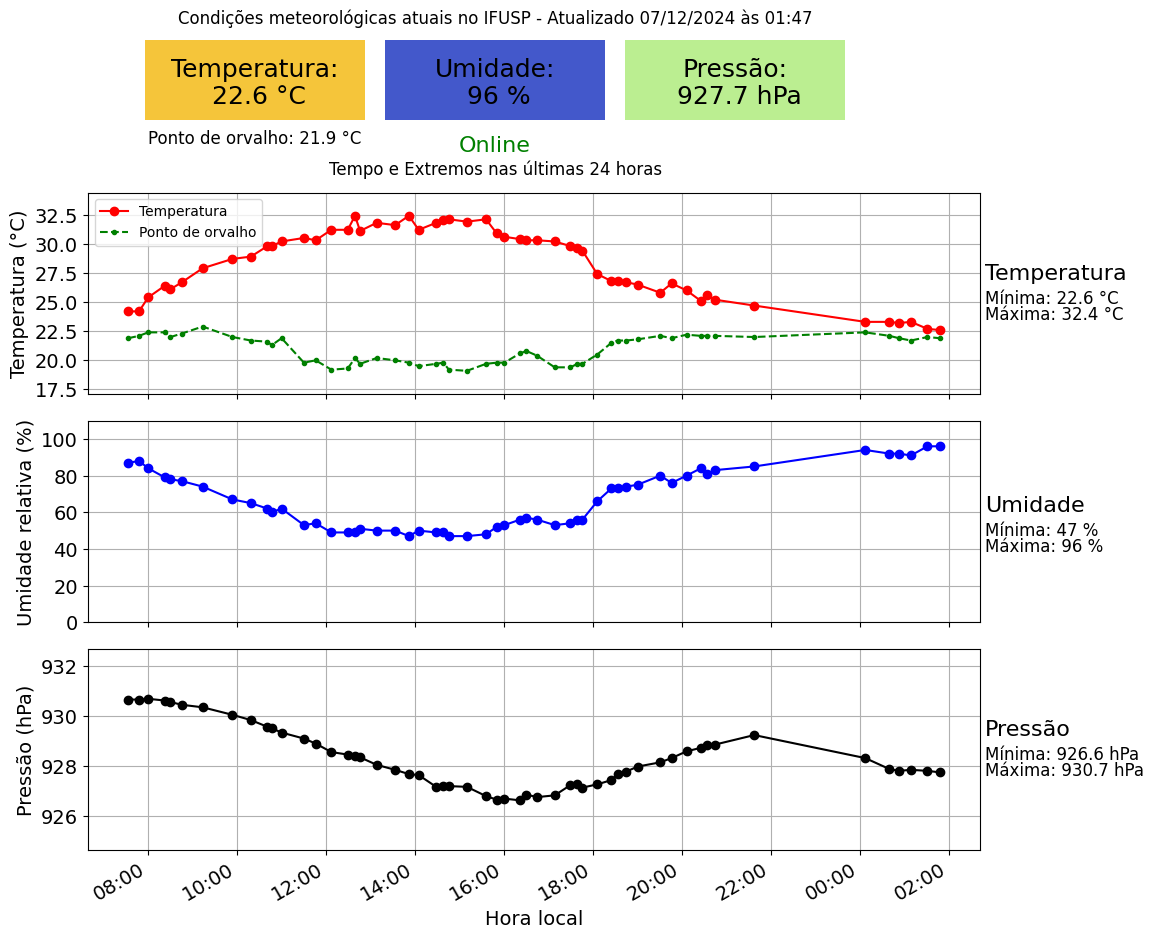 Condições meteorológicas atuais no IFUSP - Atualizado 07/12/2024 às 01:47
Temperatura:
22.6 °C
Umidade:
96 %
Pressão:
927.7 hPa
Ponto de orvalho: 21.9 °C
Online
Tempo e Extremos nas últimas 24 horas
Temperatura (°C)
32.5
30.0
27.5
25.0
22.5
20.0
17.5
Temperatura
Ponto de orvalho
Temperatura
Mínima: 22.6 °C
Máxima: 32.4 °C
Umidade relativa (%)
100
80
60
40
20
0
Umidade
Mínima: 47 %
Máxima: 96 %
Pressão (hPa)
932
930
928
926
Pressão
Mínima: 926.6 hPa
Máxima: 930.7 hPa
08:00
10:00
12:00
14:00
16:00
18:00
20:00
22:00
00:00
02:00
Hora local